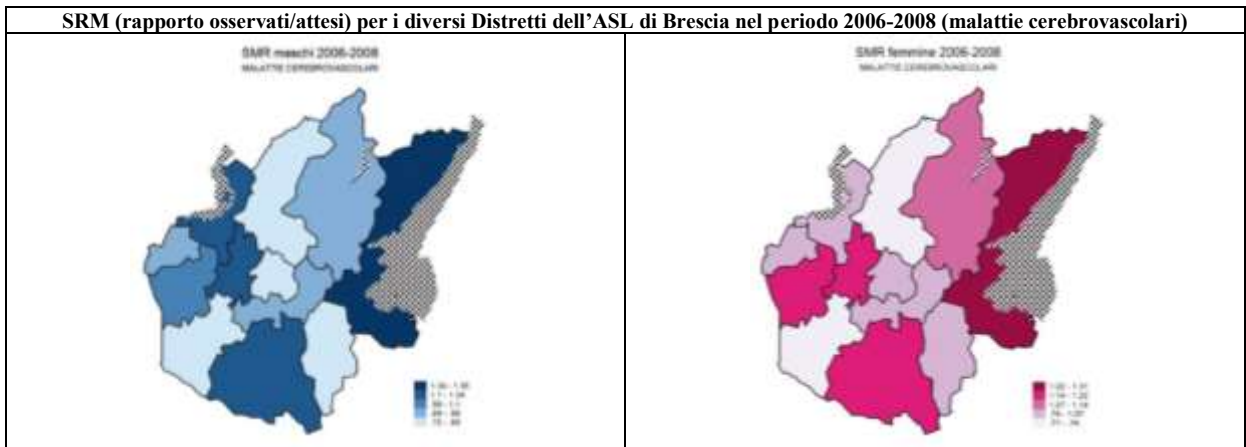 SRM (rapporto osservati/attesi) per i diversi Distretti dell'ASL di Brescia nel periodo 2006-2008 (malattie cerebrovascolari)
SMR maschi 2006-2008
MALATTIE CEREBROVASCOLARI
SMR femmine 2006-2008
MALATTIE CEREBROVASCOLARI